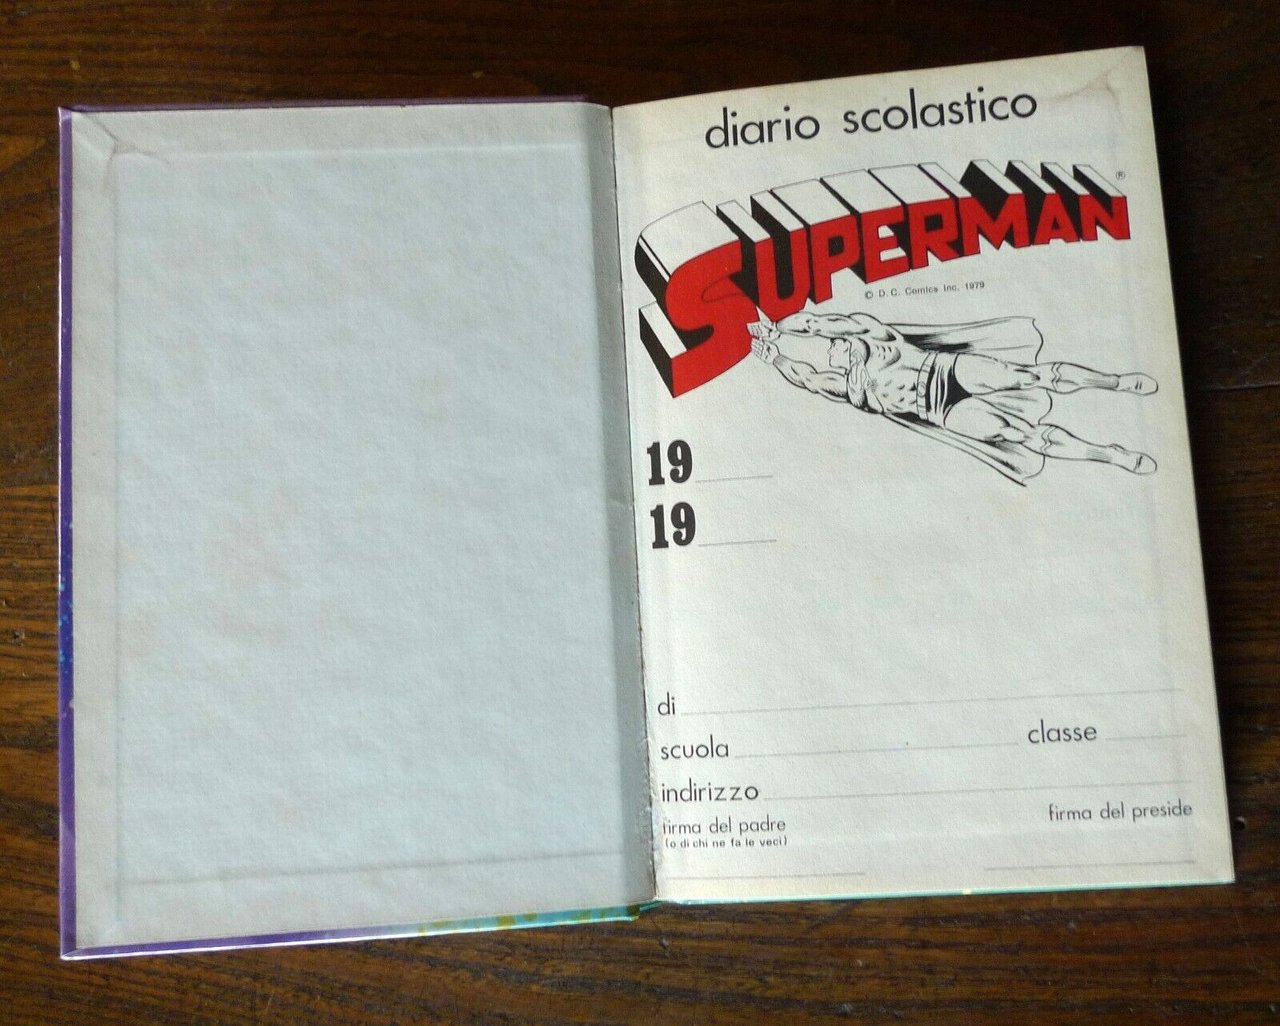 diario scolastico
SUPERMAN ®
© D.C. Comics Inc. 1979
19
19
di
scuola classe
indirizzo
firma del padre firma del preside
(o di chi ne fa le veci)